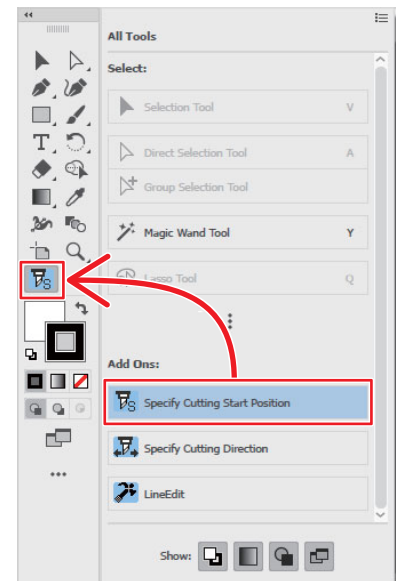 All Tools
Select:
Selection Tool V
Direct Selection Tool A
Group Selection Tool
Magic Wand Tool Y
Lasso Tool Q
Add Ons:
Specify Cutting Start Position
Specify Cutting Direction
LineEdit
Show: